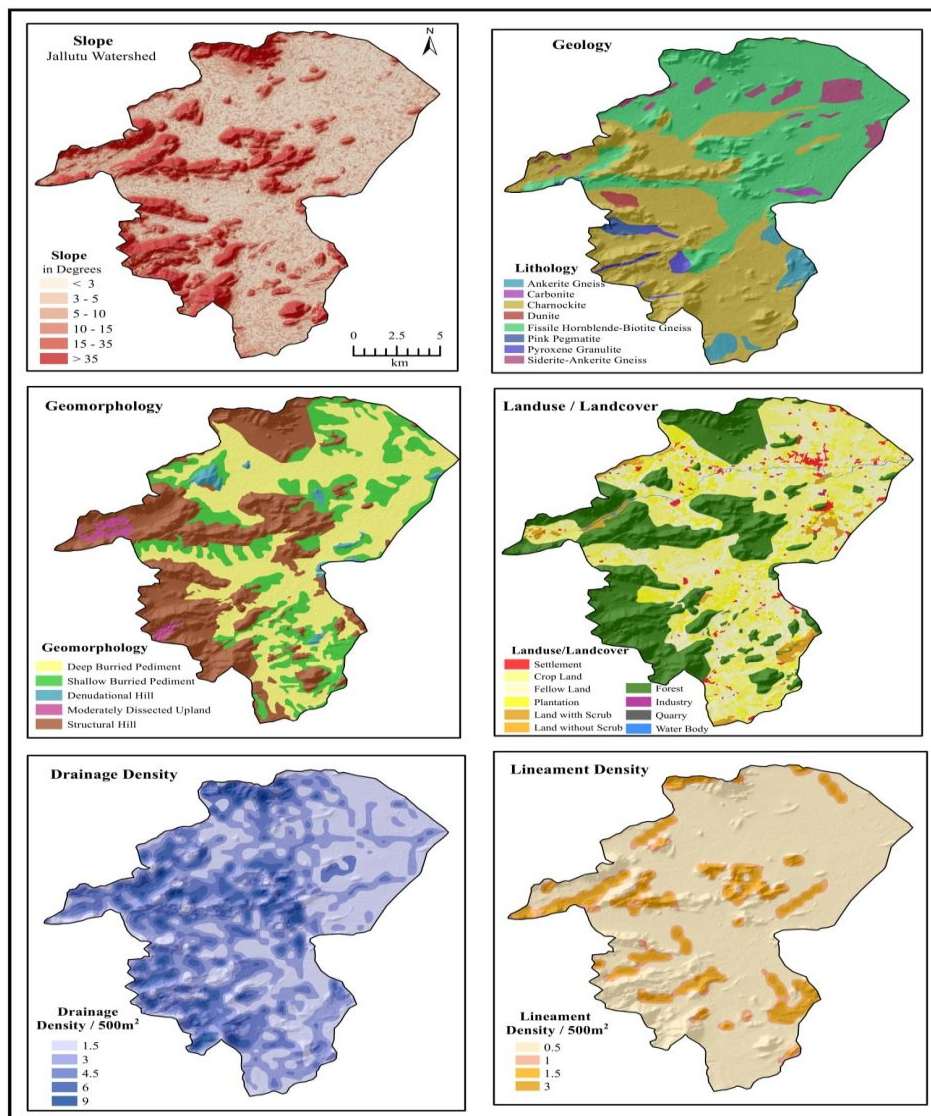 Slope
Jallutu Watershed
N
Slope
in Degrees
< 3
3 - 5
5 - 10
10 - 15
15 - 35
> 35
0 2.5 5
km
Geology
Lithology
Ankerite Gneiss
Carbonite
Charnockite
Dunite
Fissile Hornblende-Biotite Gneiss
Pink Pegmatite
Pyroxene Granulite
Siderite-Ankerite Gneiss
Geomorphology
Geomorphology
Deep Burried Pediment
Shallow Burried Pediment
Denudational Hill
Moderately Dissected Upland
Structural Hill
Landuse / Landcover
Landuse/Landcover
Settlement
Crop Land
Fellow Land
Plantation
Land with Scrub
Land without Scrub
Forest
Industry
Quarry
Water Body
Drainage Density
Drainage
Density / 500m²
1.5
3
4.5
6
9
Lineament Density
Lineament
Density / 500m²
0.5
1
1.5
3